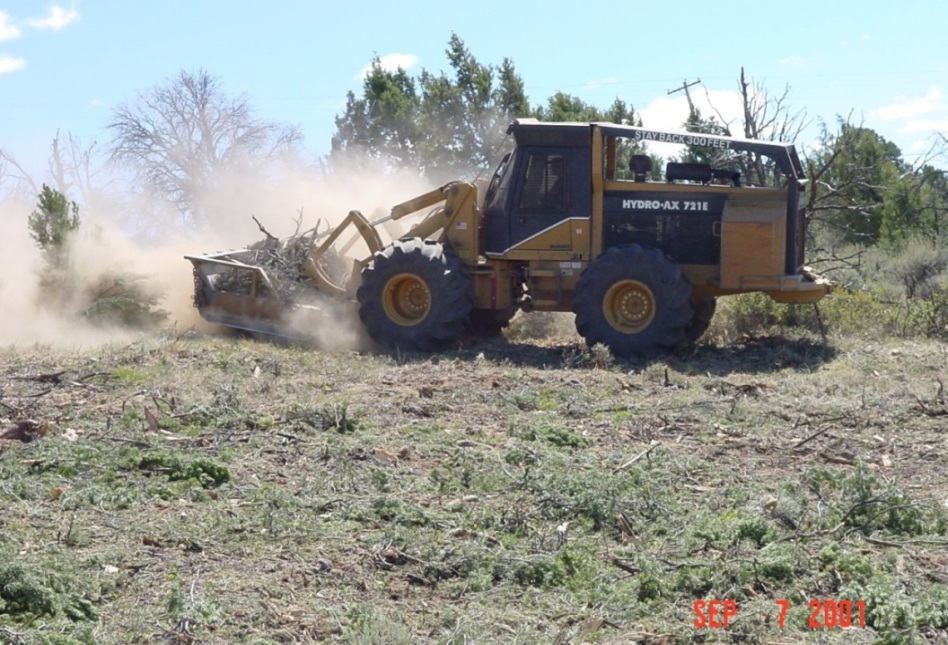 STAY BACK 300 FEET
HYDRO-AX 721E
SEP 7 2001